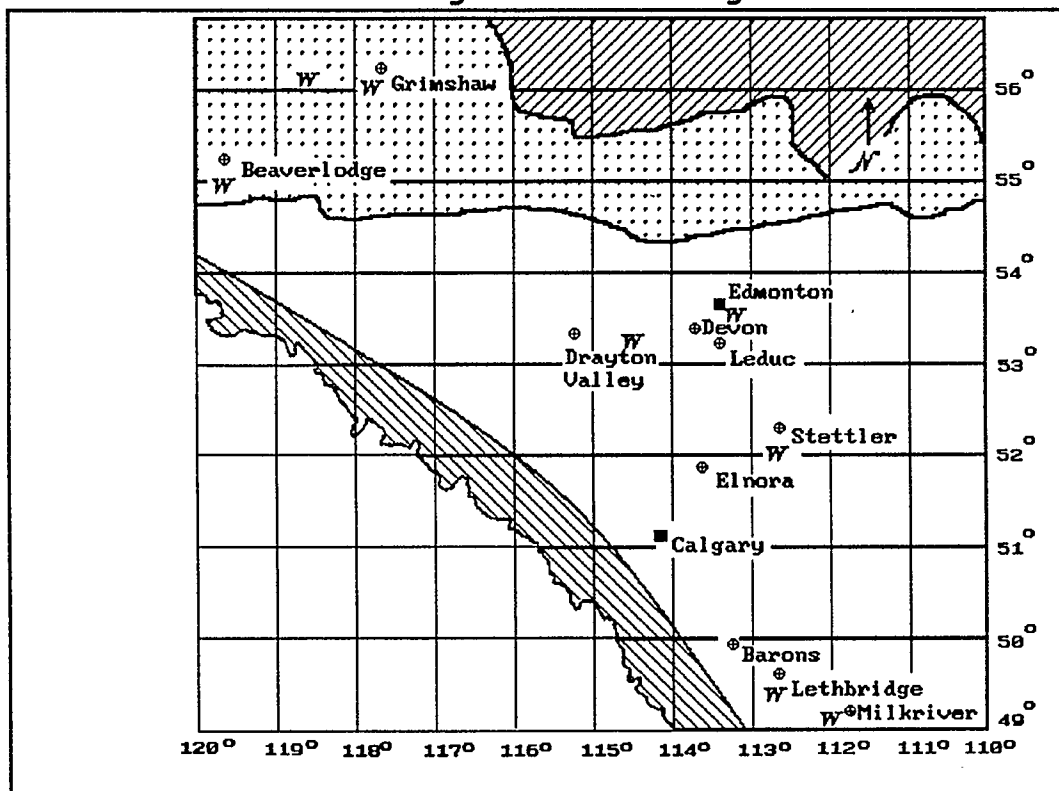 W
W
Grimshaw
56°
N
Beaverlodge
W
55°
54°
Edmonton
W
Devon
W
Drayton
Valley
Leduc
53°
Stettler
W
52°
Elnora
Calgary
51°
50°
Barons
Lethbridge
W
W
Milkriver
49°
120° 119° 118° 117° 116° 115° 114° 113° 112° 111° 110°